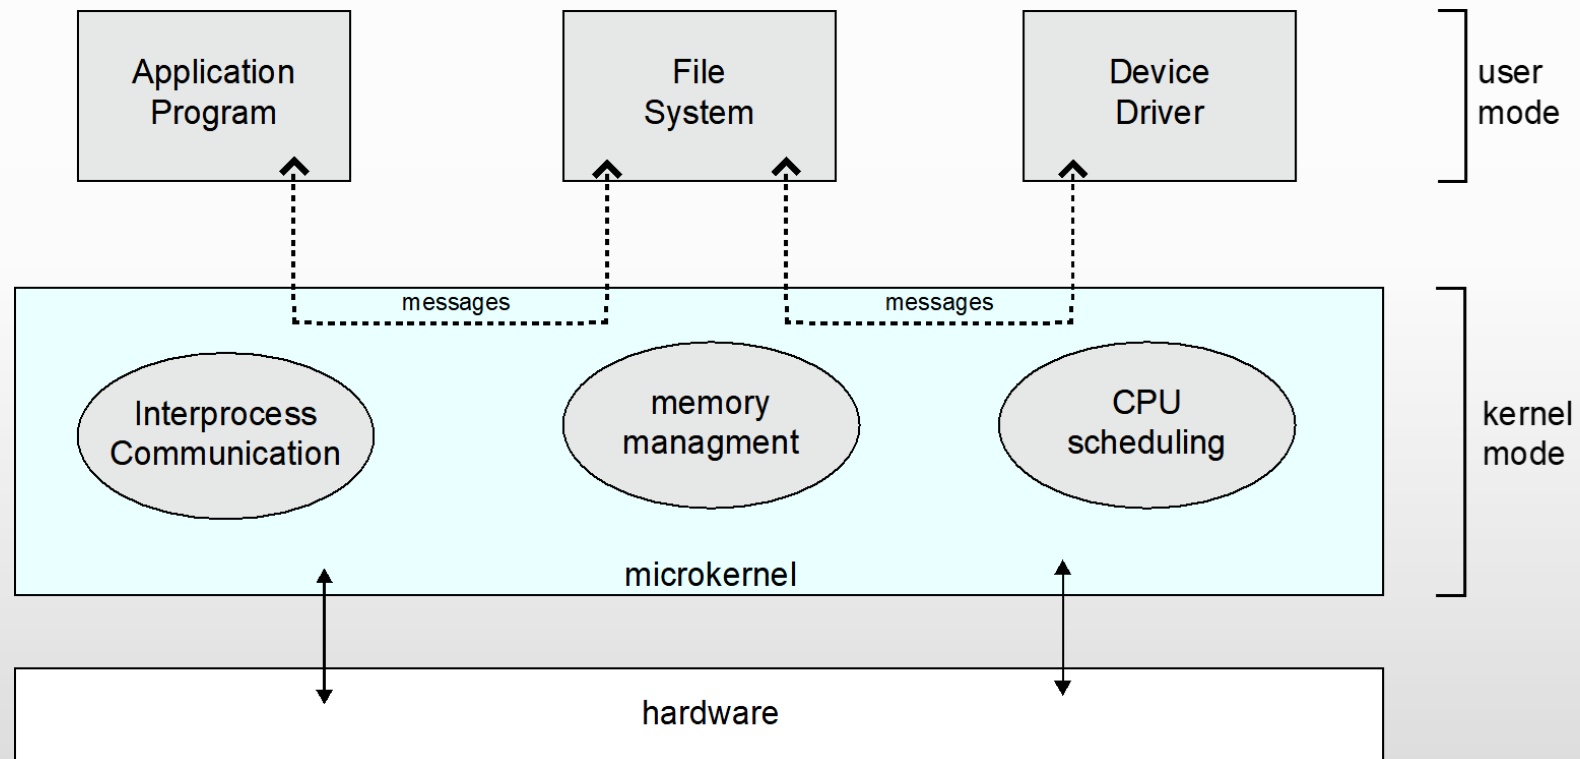 Application
Program
File
System
Device
Driver
user
mode
messages
messages
Interprocess
Communication
memory
managment
CPU
scheduling
kernel
mode
microkernel
hardware